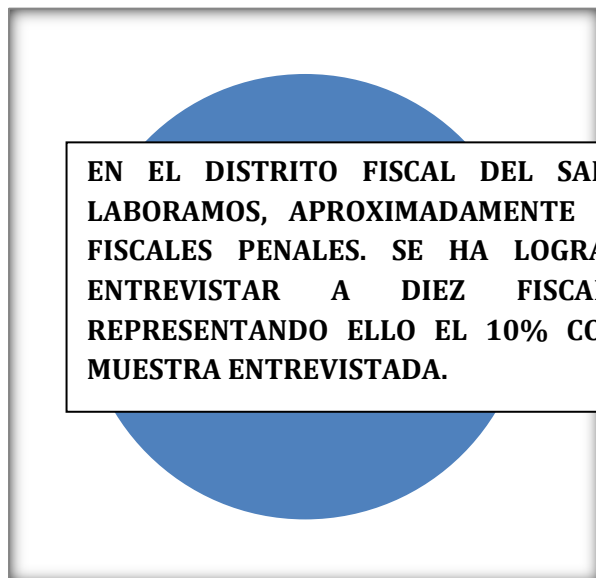 EN EL DISTRITO FISCAL DEL
LABORAMOS, APROXIMADAMENTE
FISCALES PENALES. SE HA
ENTREVISTAR A DIEZ
REPRESENTANDO ELLO EL 10%
MUESTRA ENTREVISTADA.